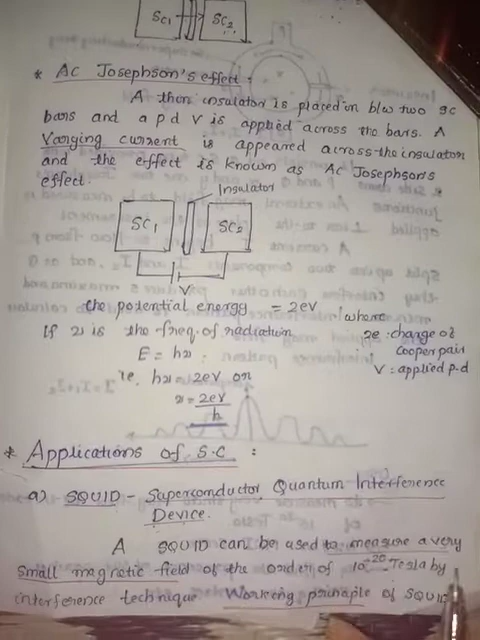 SC1 SC2
* AC Josephson's effect :
A then insulator is placed in b/w two SC
bars and a p d V is applied across the bars. A
Varying current is appeared across the insulator
and the effect is known as AC Josephson's
effect.
Insulator
SC1 SC2
V
the potential energy = 2eV where
If ν is the freq. of radiation 2e : charge of
E = hν Cooper pair
i.e. hν = 2eV or V : applied p.d
ν = 2eV
h
* Applications of S.C :
a) SQUID - Superconductor Quantum Interference
Device.
A SQUID can be used to measure a very
small magnetic field of the order of 10^-20 Tesla by
interference technique. Working principle of SQUID